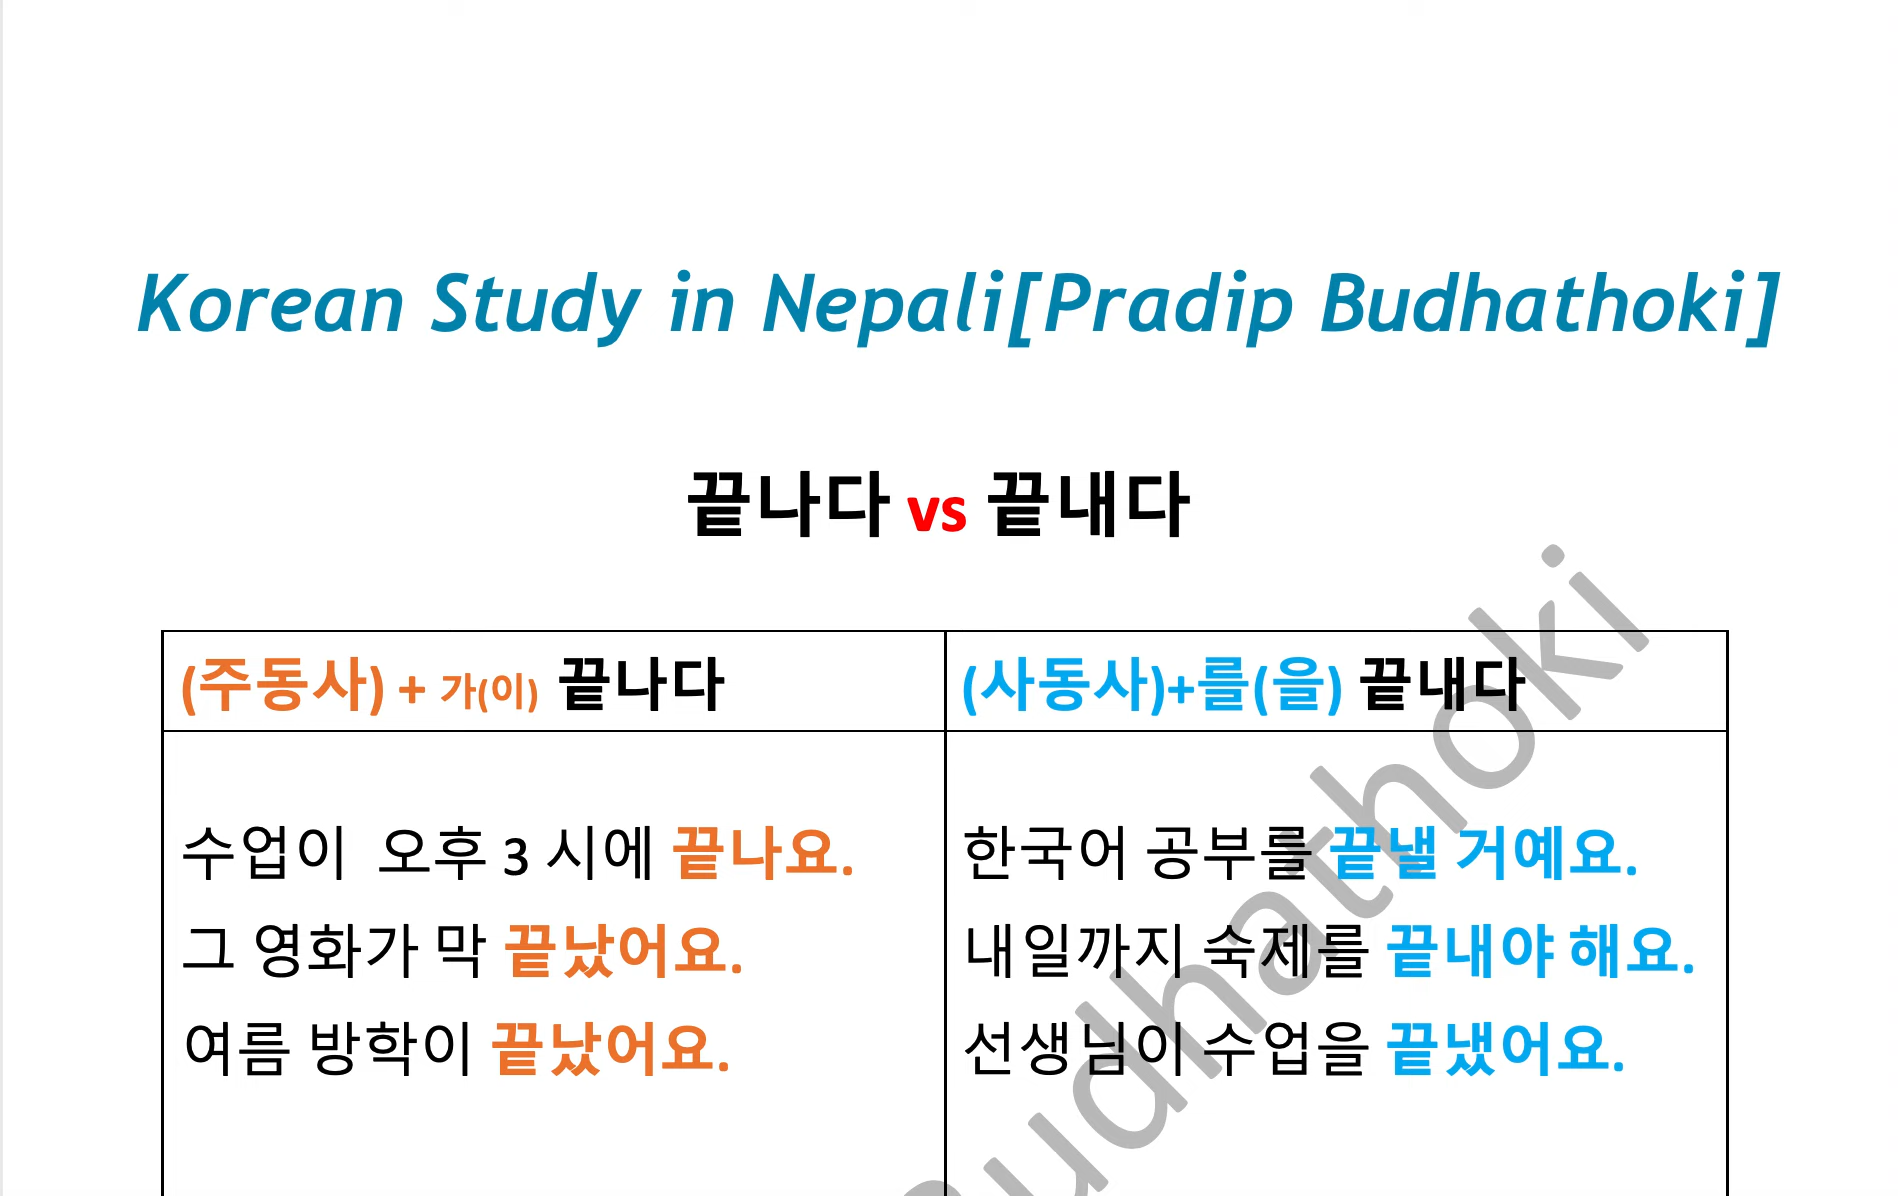 Korean Study in Nepali[Pradip Budhathoki]
끝나다 vs 끝내다
(주동사) + 가(이) 끝나다
(사동사)+를(을) 끝내다
수업이 오후 3 시에 끝나요.
그 영화가 막 끝났어요.
여름 방학이 끝났어요.
한국어 공부를 끝낼 거예요.
내일까지 숙제를 끝내야 해요.
선생님이 수업을 끝냈어요.
Budhathoki